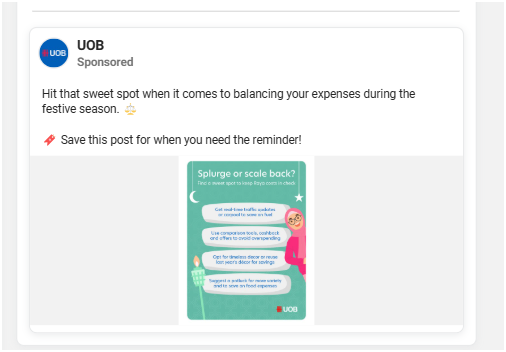 UOB
UOB
Sponsored
Hit that sweet spot when it comes to balancing your expenses during the
festive season.
Save this post for when you need the reminder!
Splurge or scale back?
Find a sweet spot to keep Raya costs in check
Get real-time traffic updates
or carpool to save on fuel
Use comparison tools, cashback
and offers to avoid overspending
Opt for timeless decor or reuse
last year's décor for savings
Suggest a potluck for more variety
and to save on food expenses
UOB